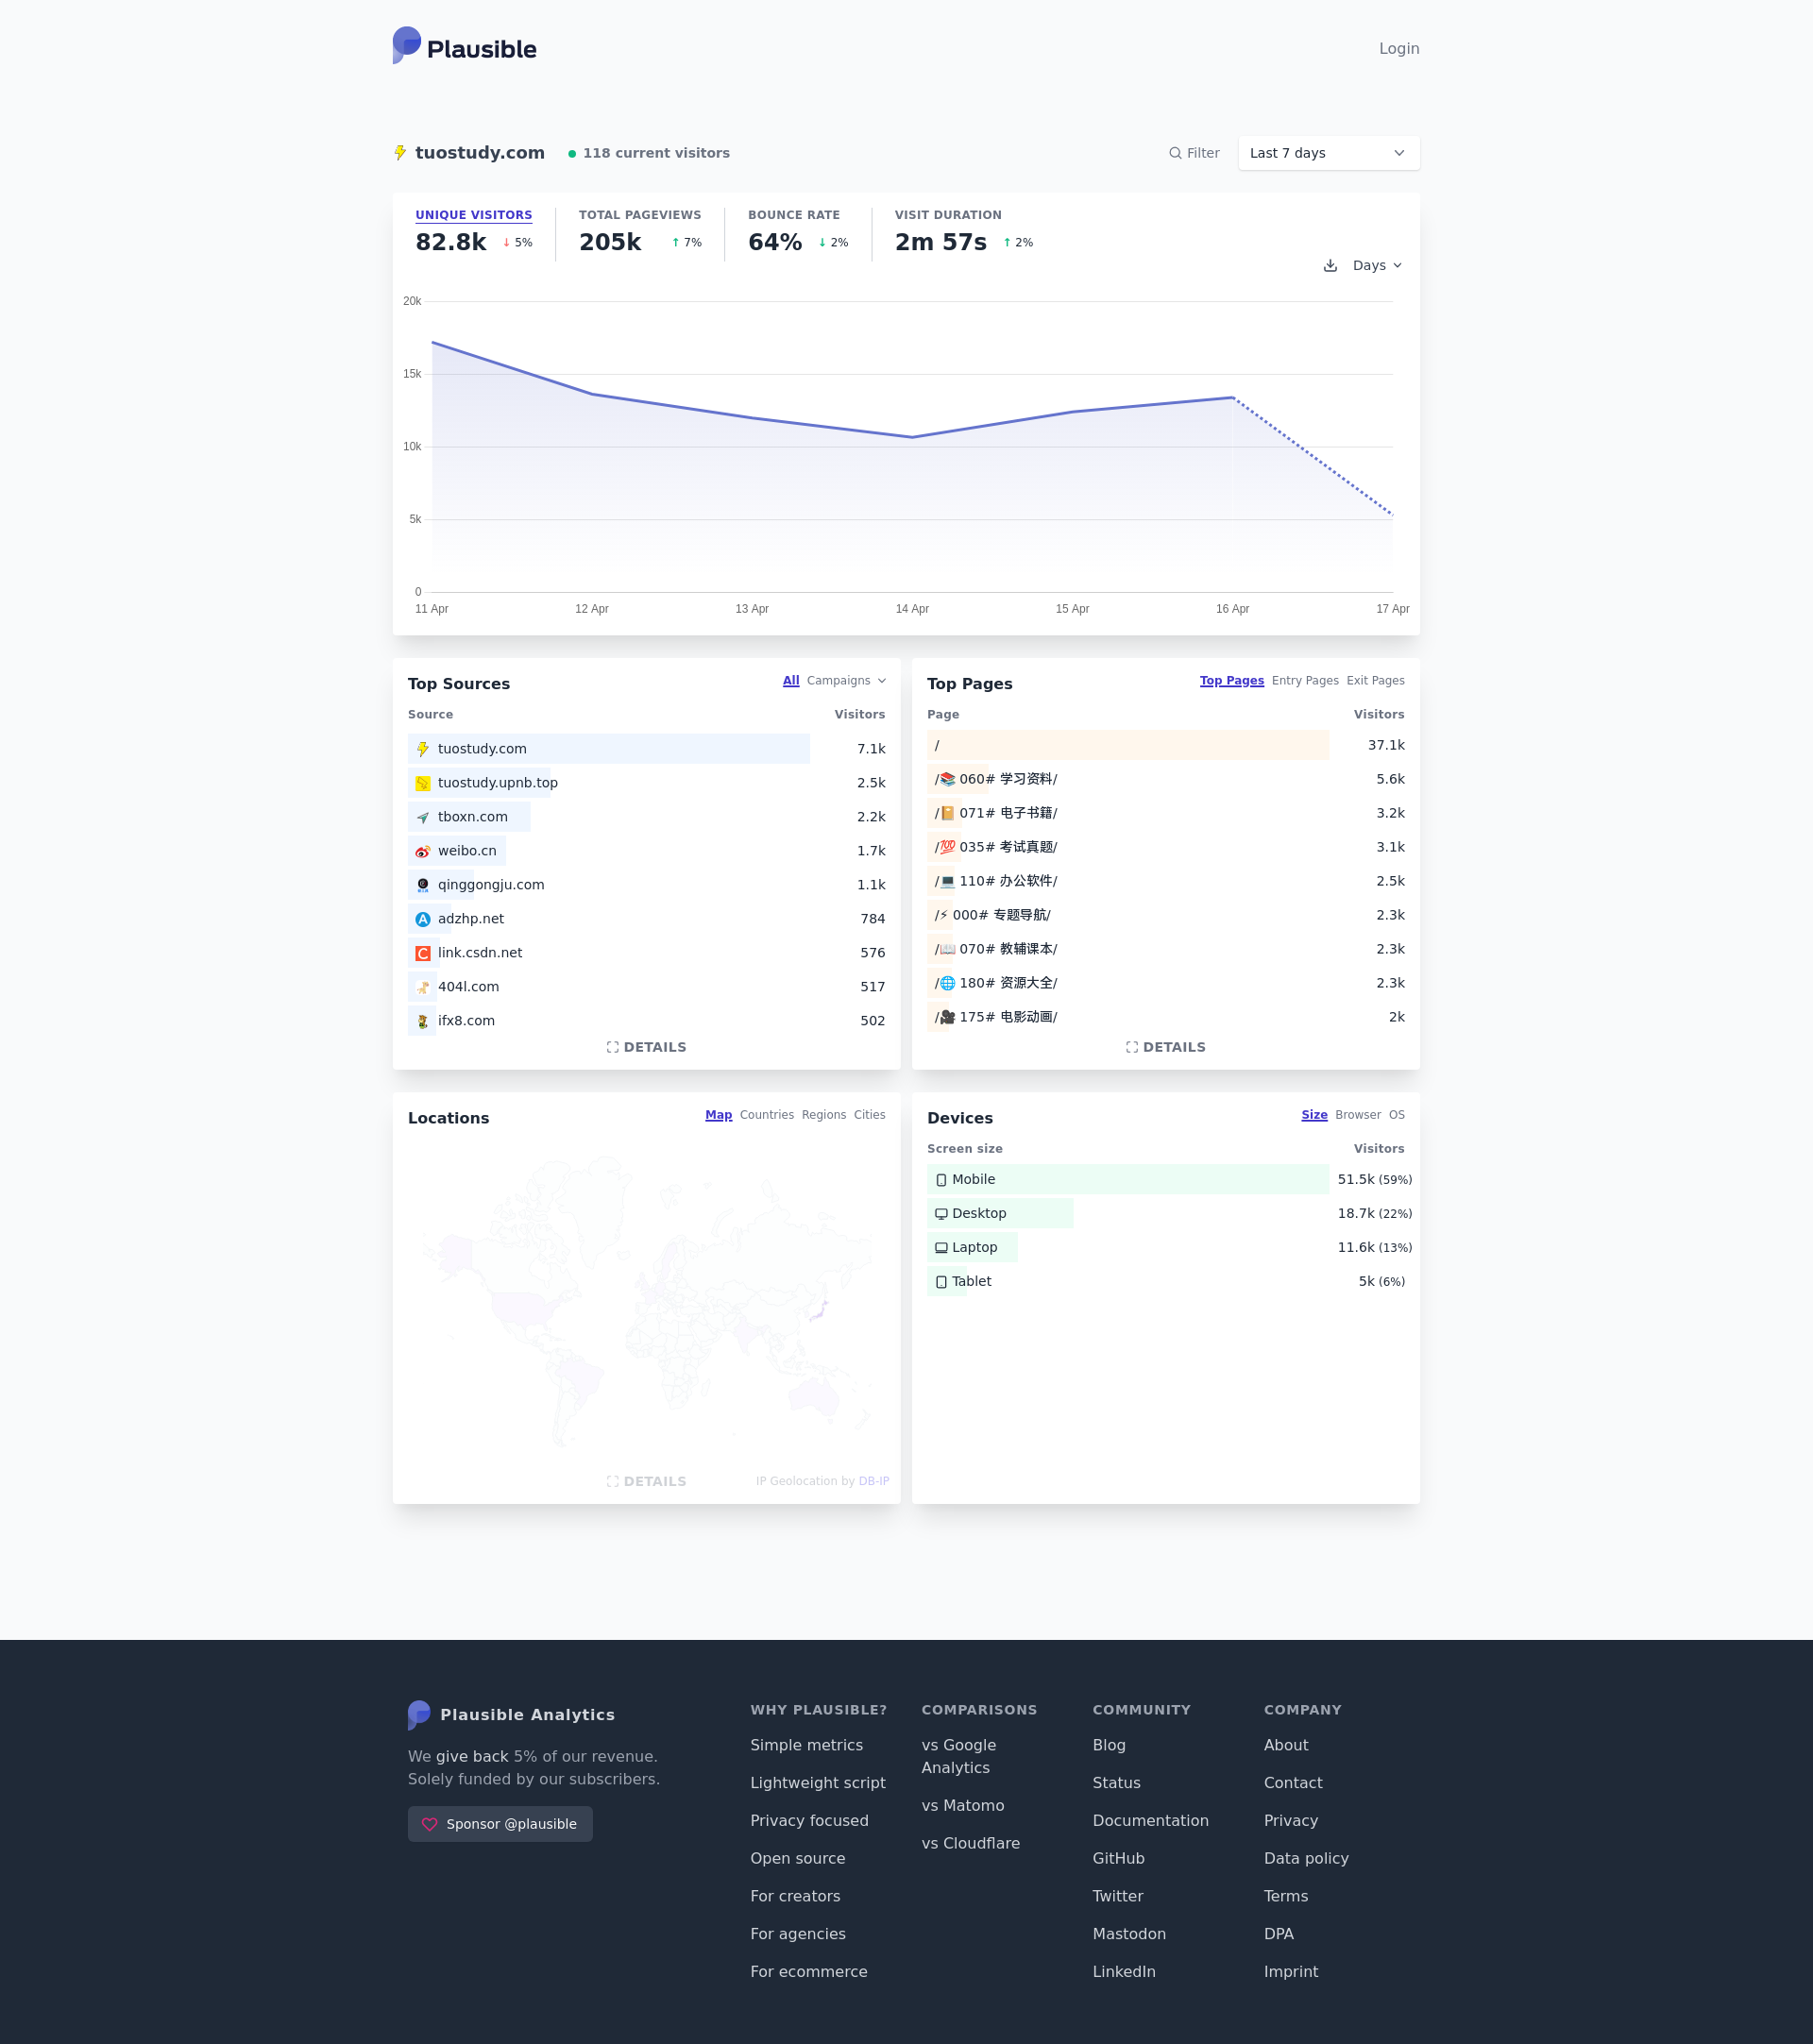 Plausible
Login
tuostudy.com
118 current visitors
Filter
Last 7 days
UNIQUE VISITORS
82.8k ↓ 5%
TOTAL PAGEVIEWS
205k ↑ 7%
BOUNCE RATE
64% ↓ 2%
VISIT DURATION
2m 57s ↑ 2%
Days
20k
15k
10k
5k
0
11 Apr 12 Apr 13 Apr 14 Apr 15 Apr 16 Apr 17 Apr
Top Sources
All Campaigns
Source Visitors
tuostudy.com 7.1k
tuostudy.upnb.top 2.5k
tboxn.com 2.2k
weibo.cn 1.7k
qinggongju.com 1.1k
adzhp.net 784
link.csdn.net 576
404l.com 517
ifx8.com 502
DETAILS
Top Pages
Top Pages Entry Pages Exit Pages
Page Visitors
/ 37.1k
/📚 060# 学习资料/ 5.6k
/📔 071# 电子书籍/ 3.2k
/💯 035# 考试真题/ 3.1k
/💻 110# 办公软件/ 2.5k
/⚡ 000# 专题导航/ 2.3k
/📖 070# 教辅课本/ 2.3k
/🌐 180# 资源大全/ 2.3k
/🎥 175# 电影动画/ 2k
DETAILS
Locations
Map Countries Regions Cities
DETAILS
IP Geolocation by DB-IP
Devices
Size Browser OS
Screen size Visitors
Mobile 51.5k (59%)
Desktop 18.7k (22%)
Laptop 11.6k (13%)
Tablet 5k (6%)
Plausible Analytics
We give back 5% of our revenue.
Solely funded by our subscribers.
Sponsor @plausible
WHY PLAUSIBLE?
Simple metrics
Lightweight script
Privacy focused
Open source
For creators
For agencies
For ecommerce
COMPARISONS
vs Google
Analytics
vs Matomo
vs Cloudflare
COMMUNITY
Blog
Status
Documentation
GitHub
Twitter
Mastodon
LinkedIn
COMPANY
About
Contact
Privacy
Data policy
Terms
DPA
Imprint